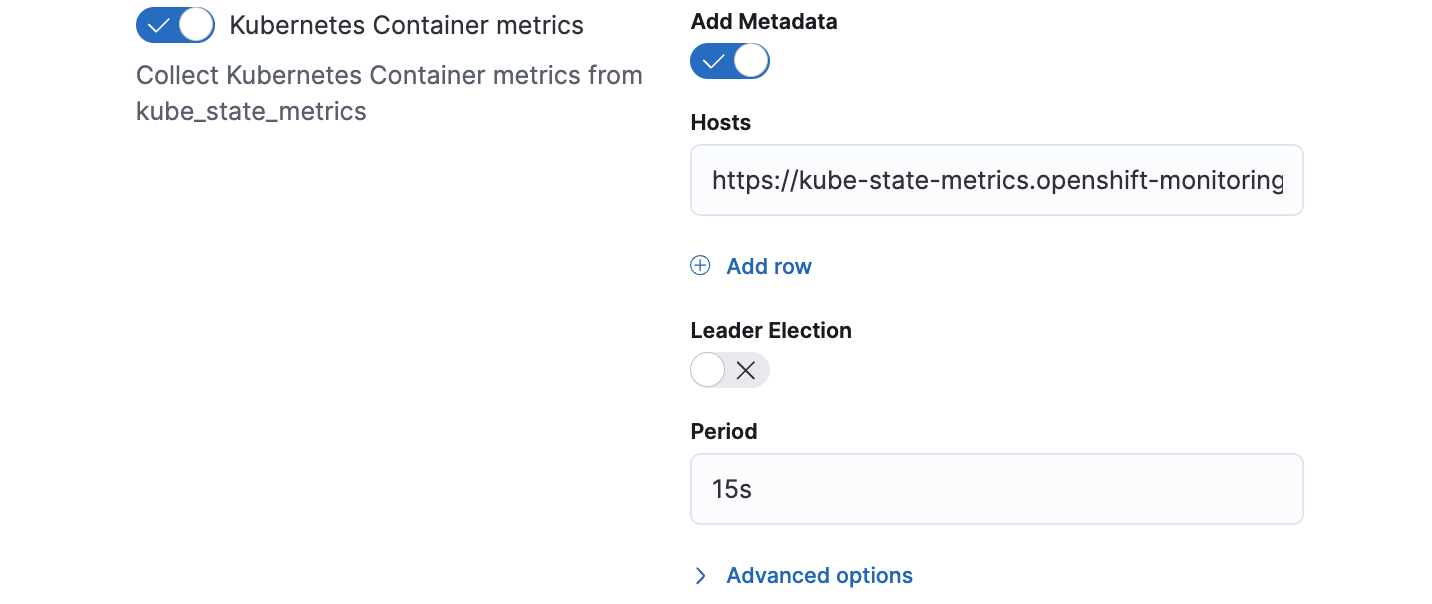 Kubernetes Container metrics
Collect Kubernetes Container metrics from
kube_state_metrics
Add Metadata
Hosts
https://kube-state-metrics.openshift-monitoring
Add row
Leader Election
Period
15s
Advanced options